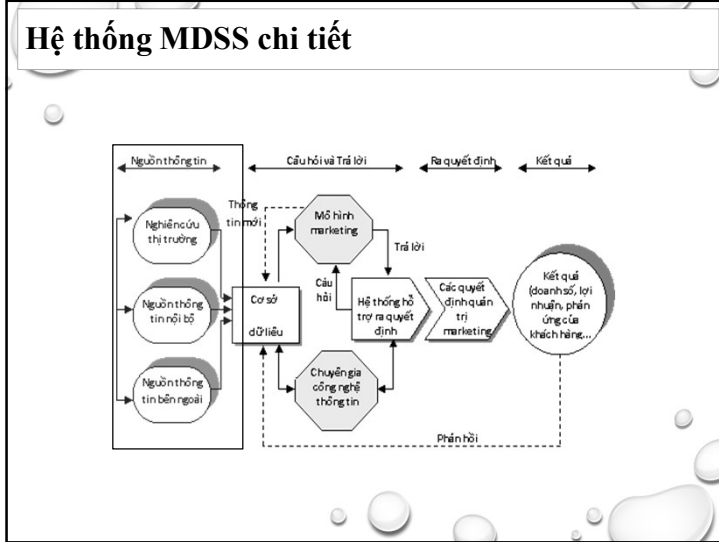 Hệ thống MDSS chi tiết
Nguồn thông tin
Câu hỏi và Trả lời
Ra quyết định
Kết quả
Nghiên cứu
thị trường
Nguồn thông
tin nội bộ
Nguồn thông
tin bên ngoài
Thông
tin mới
Cơ sở
dữ liệu
Mô hình
marketing
Trả lời
Câu
hỏi
Hệ thống hỗ
trợ ra quyết
định
Chuyên gia
công nghệ
thông tin
Các quyết
định quản
trị
marketing
Kết quả
(doanh số, lợi
nhuận, phản
ứng của
khách hàng...
Phản hồi